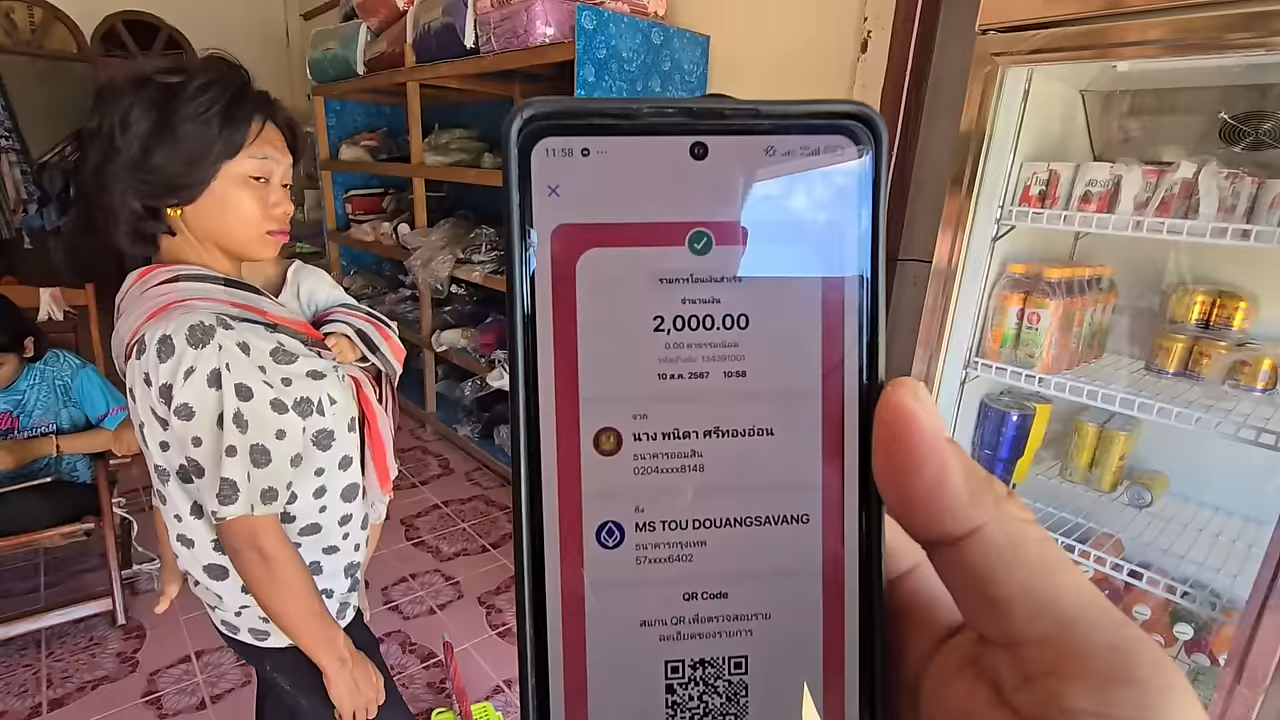 11:58
รายการโอนเงินสำเร็จ
จำนวนเงิน
2,000.00
0.00 ค่าธรรมเนียม
134391001
10 ส.ค. 2567 10:58
จาก
นาง พนิดา ศรีทองอ่อน
ธนาคารออมสิน
0204xxxx8148
ถึง
MS TOU DOUANGSAVANG
ธนาคารกรุงเทพ
57xxxx6402
QR Code
สแกน QR เพื่อตรวจสอบราย
ละเอียดของรายการ